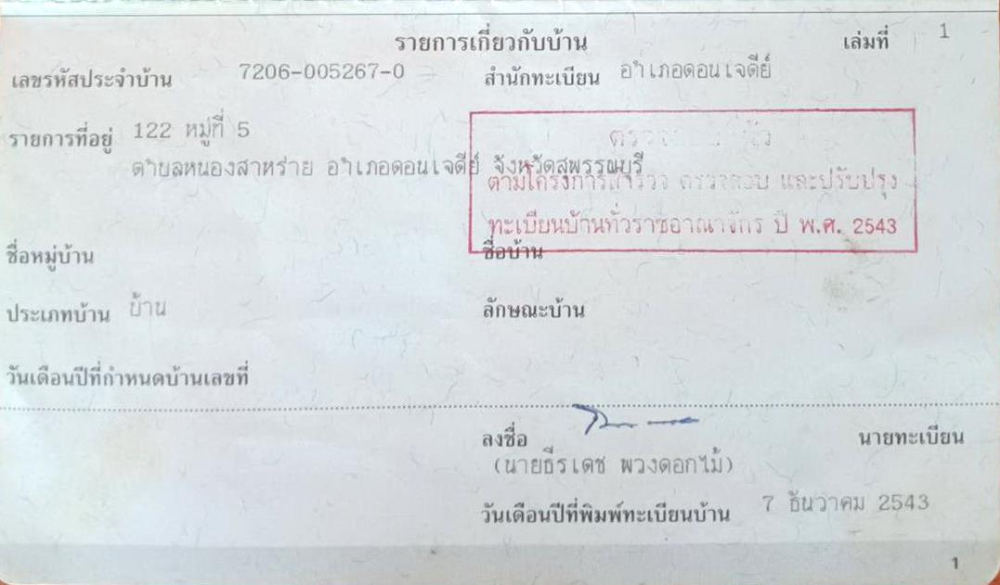 รายการเกี่ยวกับบ้าน เล่มที่ 1
เลขรหัสประจำบ้าน 7206-005267-0 สำนักทะเบียน อำเภอดอนเจดีย์
รายการที่อยู่ 122 หมู่ที่ 5
ตำบลหนองสาหร่าย อำเภอดอนเจดีย์ จังหวัดสุพรรณบุรี
ตามโครงการสำรวจ ตรวจสอบ และปรับปรุง
ทะเบียนบ้านทั่วราชอาณาจักร ปี พ.ศ. 2543
ชื่อหมู่บ้าน ชื่อบ้าน
ประเภทบ้าน บ้าน ลักษณะบ้าน
วันเดือนปีที่กำหนดบ้านเลขที่
ลงชื่อ นายทะเบียน
(นายธีรเดช พวงดอกไม้)
วันเดือนปีที่พิมพ์ทะเบียนบ้าน 7 ธันวาคม 2543
1